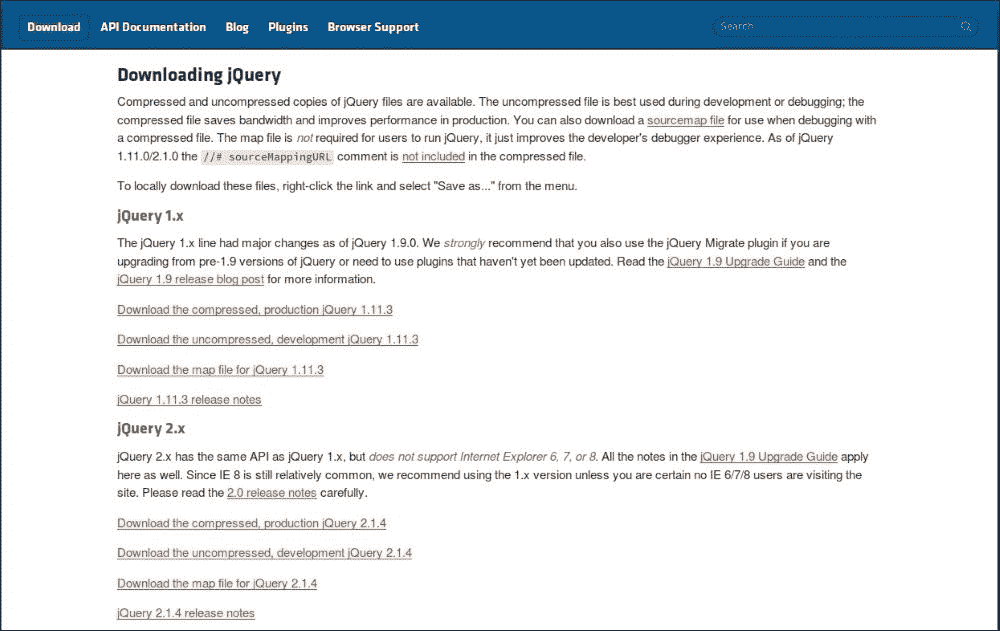 Download API Documentation Blog Plugins Browser Support Search
Downloading jQuery
Compressed and uncompressed copies of jQuery files are available. The uncompressed file is best used during development or debugging; the
compressed file saves bandwidth and improves performance in production. You can also download a sourcemap file for use when debugging with
a compressed file. The map file is not required for users to run jQuery, it just improves the developer's debugger experience. As of jQuery
1.11.0/2.1.0 the //# sourceMappingURL comment is not included in the compressed file.
To locally download these files, right-click the link and select "Save as..." from the menu.
jQuery 1.x
The jQuery 1.x line had major changes as of jQuery 1.9.0. We strongly recommend that you also use the jQuery Migrate plugin if you are
upgrading from pre-1.9 versions of jQuery or need to use plugins that haven't yet been updated. Read the jQuery 1.9 Upgrade Guide and the
jQuery 1.9 release blog post for more information.
Download the compressed, production jQuery 1.11.3
Download the uncompressed, development jQuery 1.11.3
Download the map file for jQuery 1.11.3
jQuery 1.11.3 release notes
jQuery 2.x
jQuery 2.x has the same API as jQuery 1.x, but does not support Internet Explorer 6, 7, or 8. All the notes in the jQuery 1.9 Upgrade Guide apply
here as well. Since IE 8 is still relatively common, we recommend using the 1.x version unless you are certain no IE 6/7/8 users are visiting the
site. Please read the 2.0 release notes carefully.
Download the compressed, production jQuery 2.1.4
Download the uncompressed, development jQuery 2.1.4
Download the map file for jQuery 2.1.4
jQuery 2.1.4 release notes